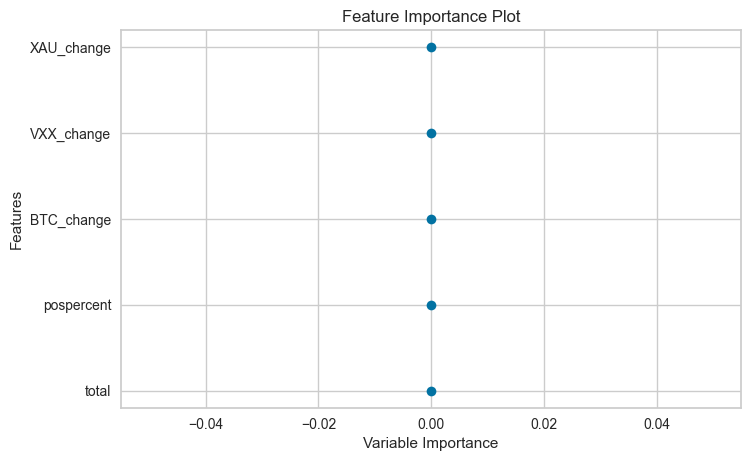 Feature Importance Plot
XAU_change
VXX_change
BTC_change
pospercent
total
Features
−0.04
−0.02
0.00
0.02
0.04
Variable Importance